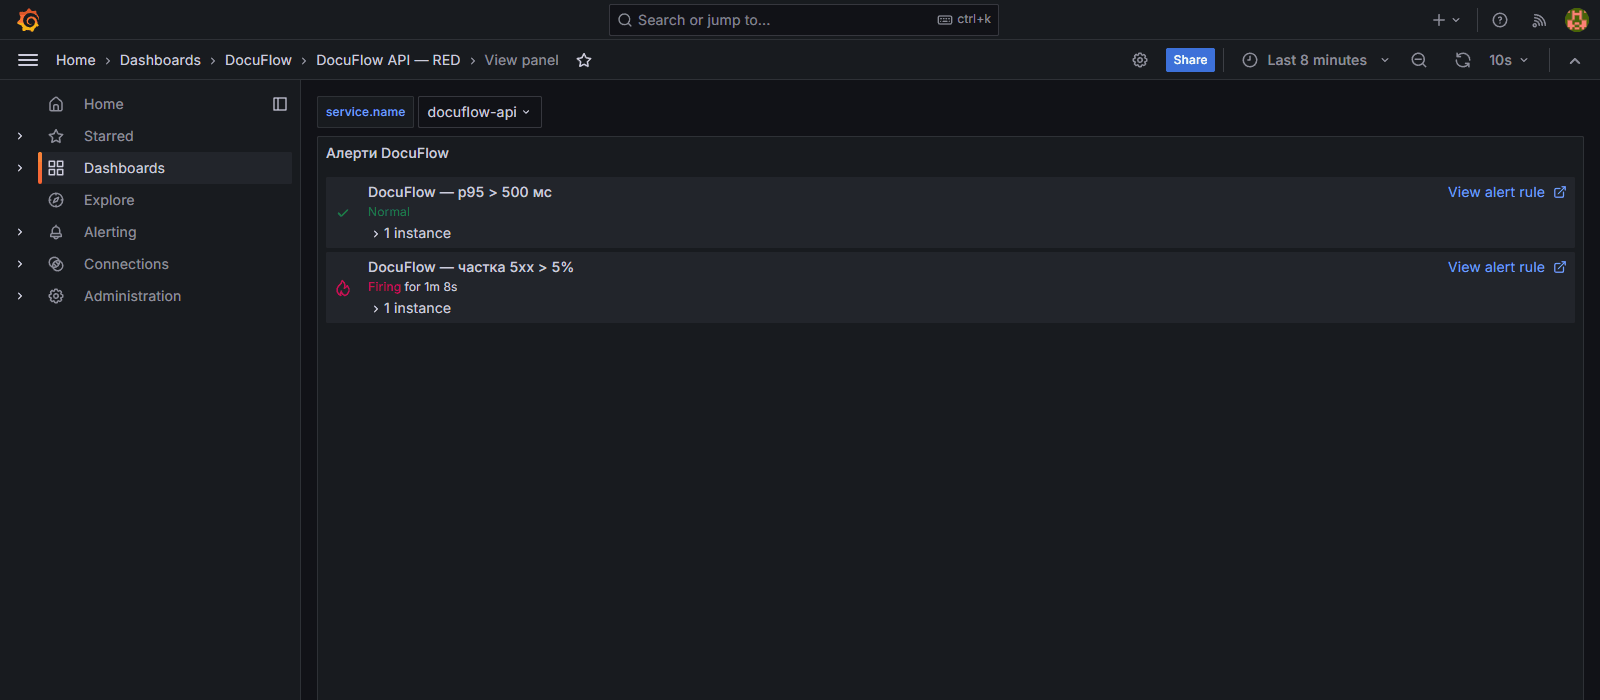 Search or jump to...
ctrl+k
Home
Dashboards
DocuFlow
DocuFlow API — RED
View panel
Share
Last 8 minutes
10s
Home
Starred
Dashboards
Explore
Alerting
Connections
Administration
service.name
docuflow-api
Алерти DocuFlow
DocuFlow — p95 > 500 мс
View alert rule
Normal
1 instance
DocuFlow — частка 5xx > 5%
View alert rule
Firing for 1m 8s
1 instance